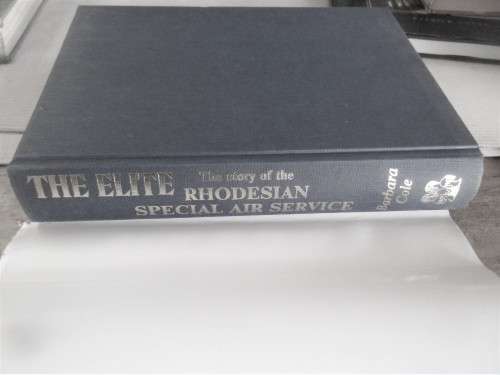 THE ELITE
The story of the
RHODESIAN
SPECIAL AIR SERVICE
Barbara
Cole